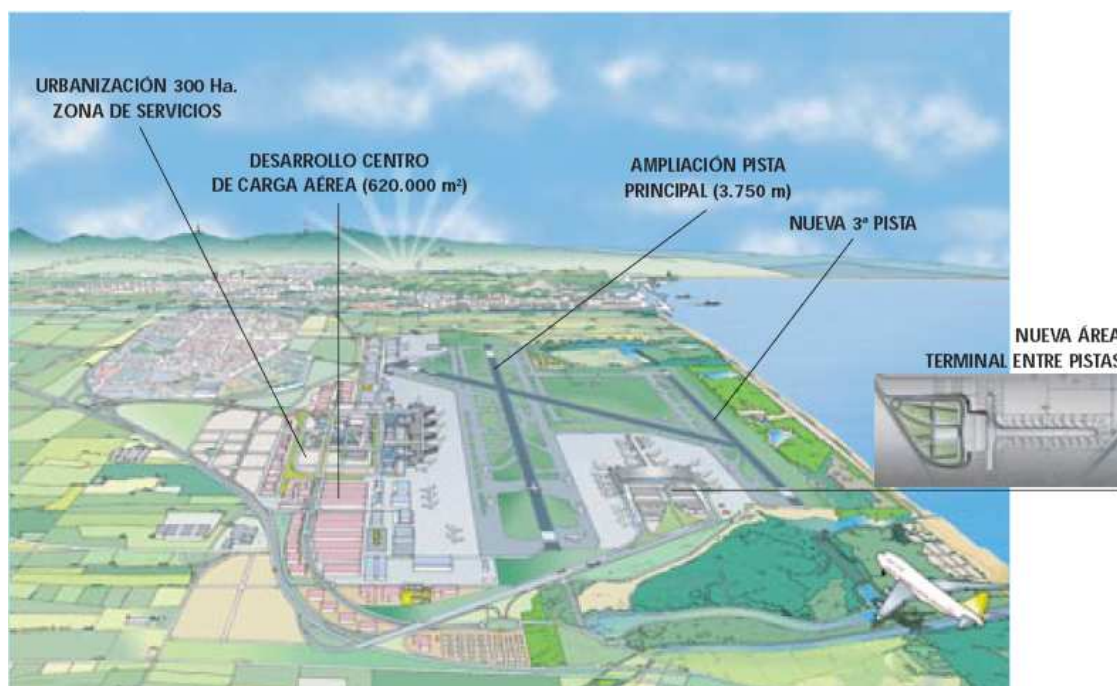 URBANIZACIÓN 300 Ha.
ZONA DE SERVICIOS
DESARROLLO CENTRO
DE CARGA AÉREA (620.000 m²)
AMPLIACIÓN PISTA
PRINCIPAL (3.750 m)
NUEVA 3ª PISTA
NUEVA ÁREA
TERMINAL ENTRE PISTAS